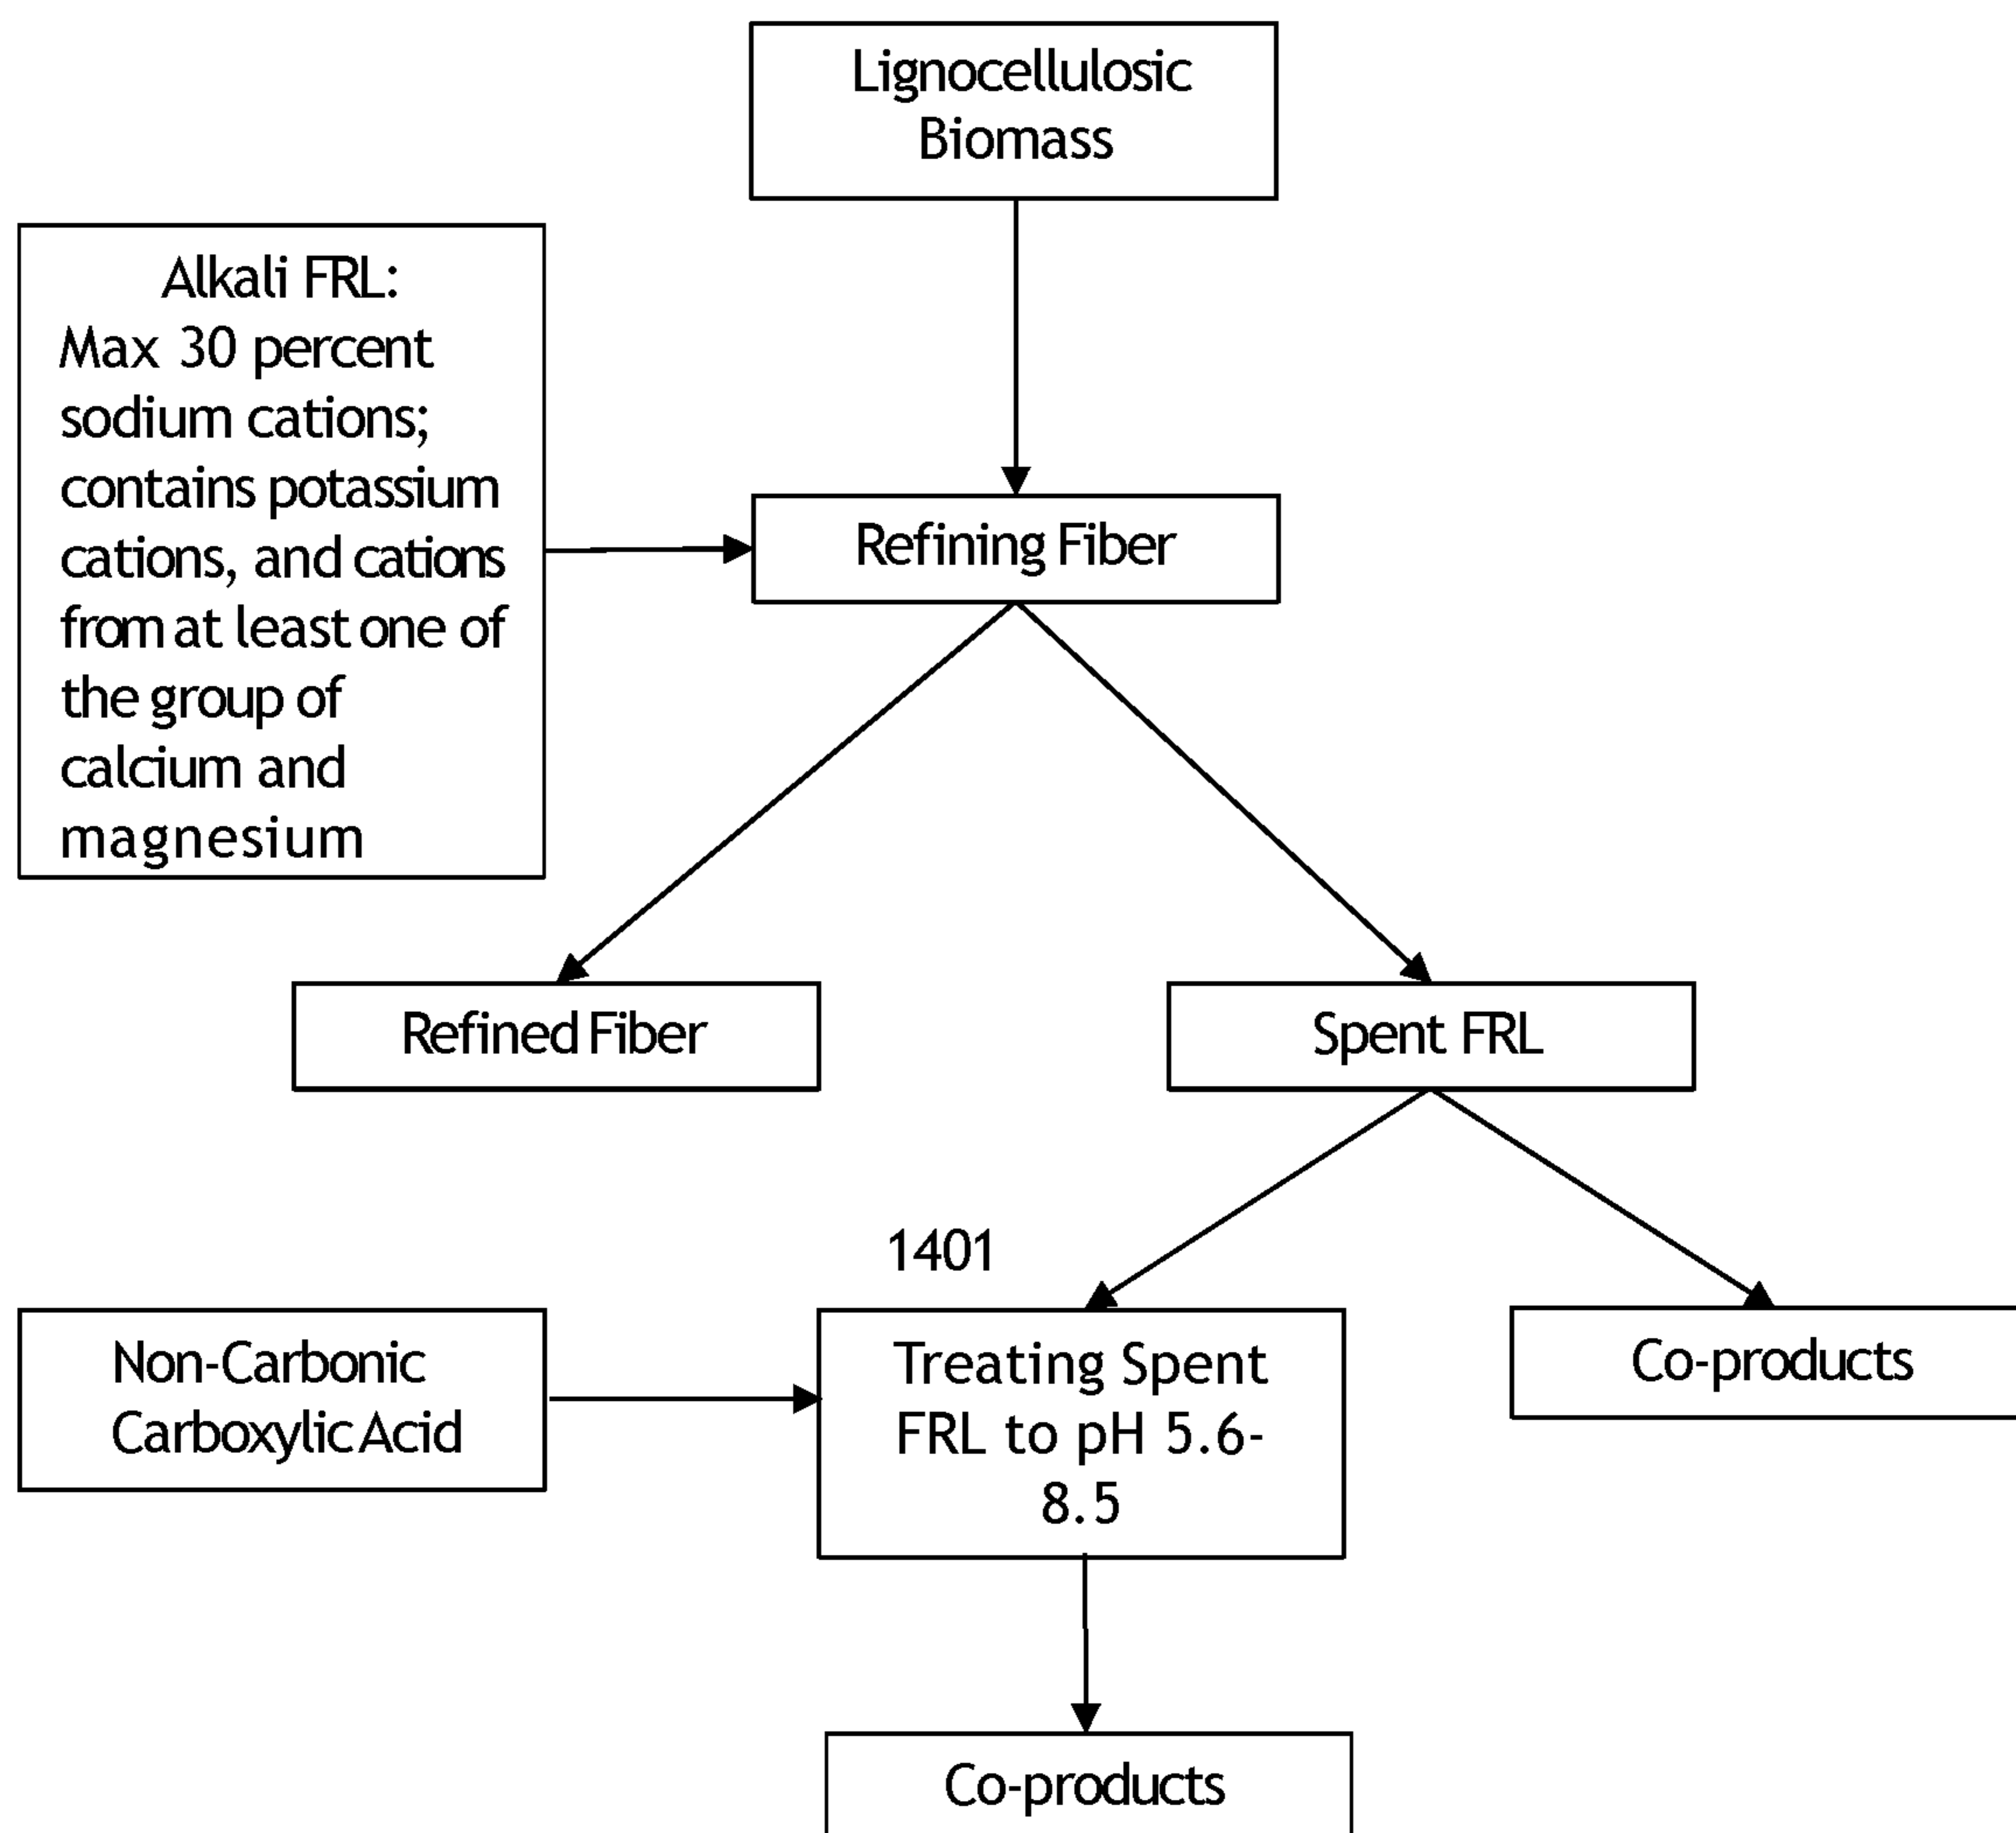 Lignocellulosic
Biomass
Alkali FRL:
Max 30 percent
sodium cations;
contains potassium
cations, and cations
from at least one of
the group of
calcium and
magnesium
Refining Fiber
Refined Fiber
Spent FRL
1401
Non-Carbonic
Carboxylic Acid
Treating Spent
FRL to pH 5.6-
8.5
Co-products
Co-products